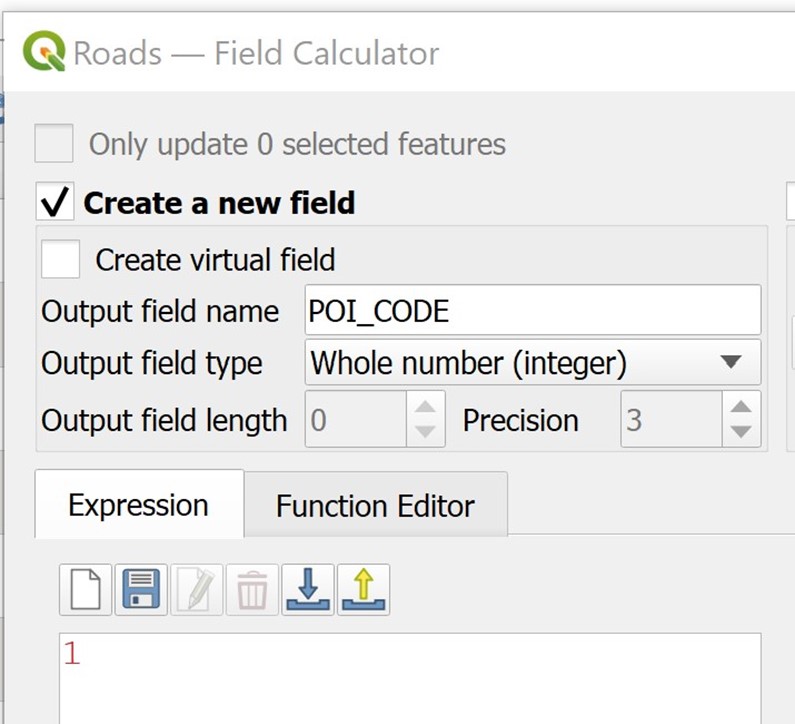 Roads — Field Calculator
Only update 0 selected features
Create a new field
Create virtual field
Output field name POI_CODE
Output field type Whole number (integer)
Output field length 0 Precision 3
Expression Function Editor
1